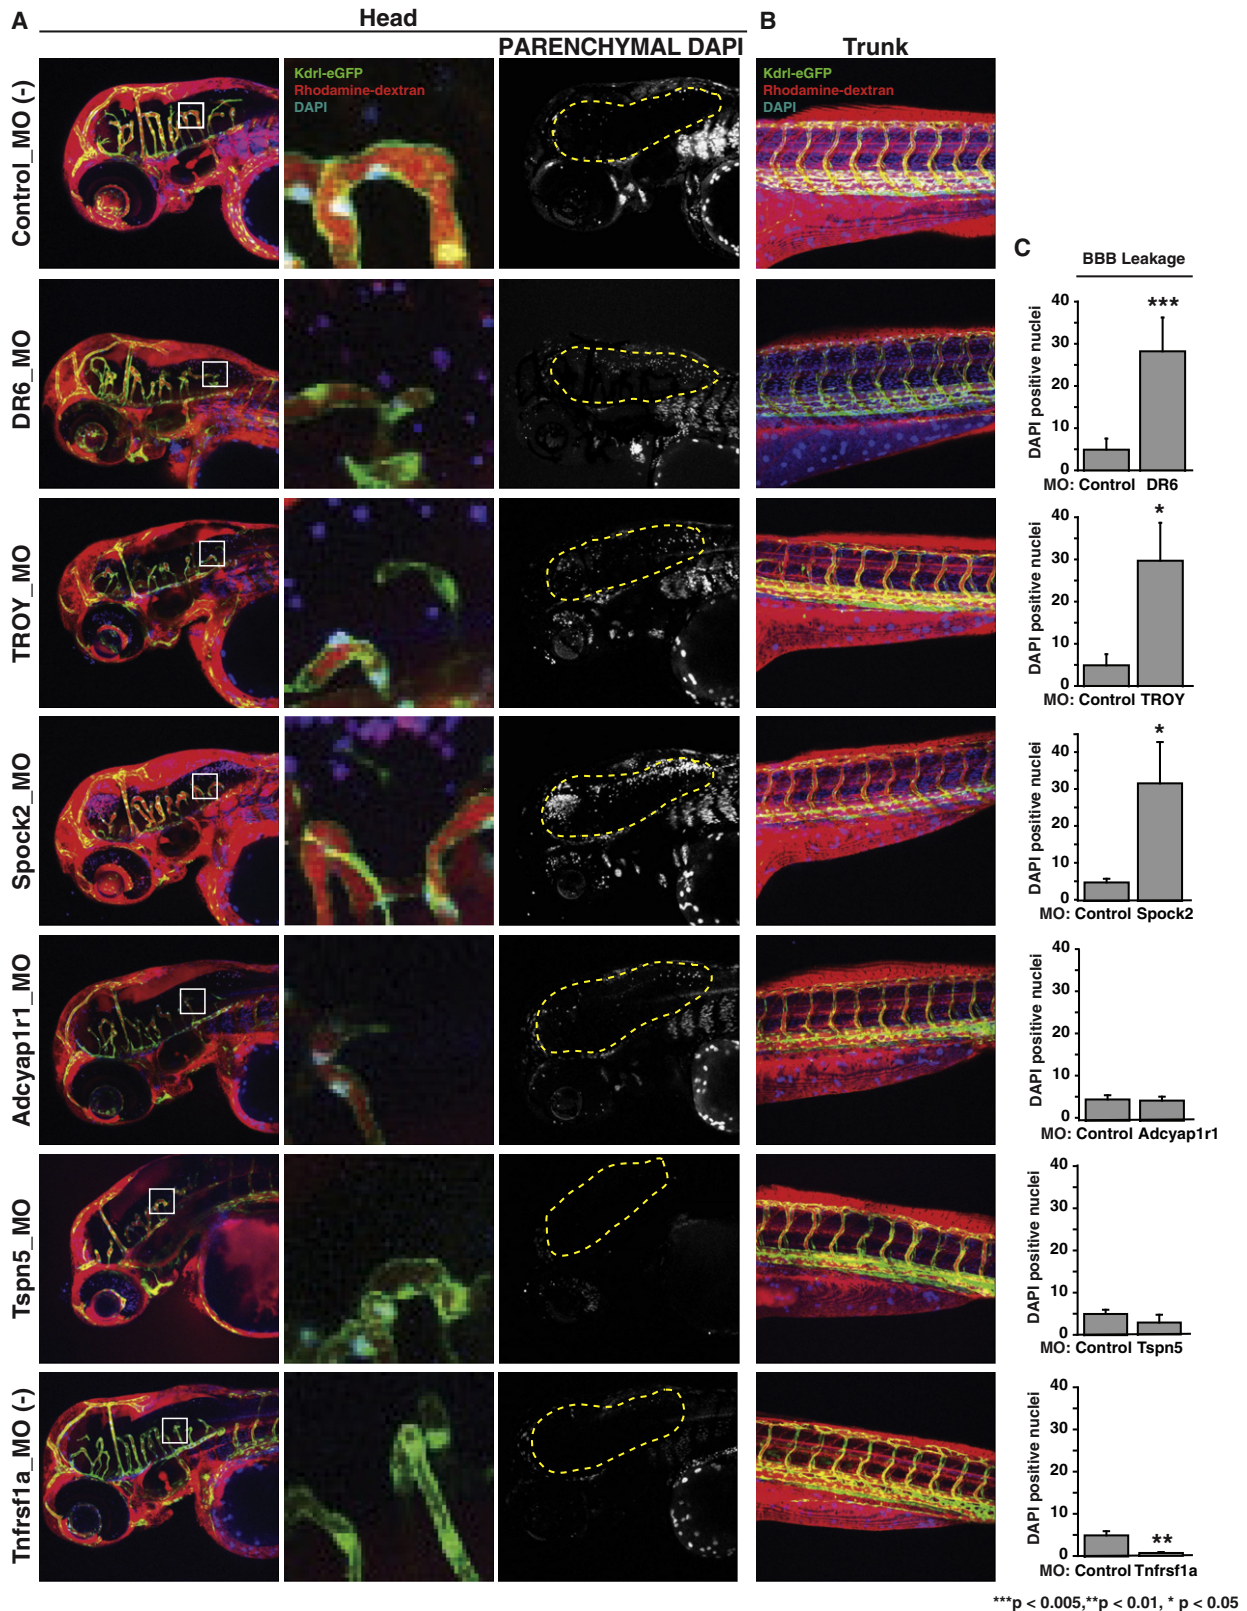 A
Head
B
PARENCHYMAL DAPI
Trunk
Control_MO (-)
Kdrl-eGFP
Rhodamine-dextran
DAPI
Kdrl-eGFP
Rhodamine-dextran
DAPI
C
BBB Leakage
DR6_MO
DAPI positive nuclei
40
30
20
10
0
***
MO: Control DR6
TROY_MO
DAPI positive nuclei
40
30
20
10
0
*
MO: Control TROY
Spock2_MO
DAPI positive nuclei
40
30
20
10
0
*
MO: Control Spock2
Adcyap1r1_MO
DAPI positive nuclei
40
30
20
10
0
MO: Control Adcyap1r1
Tspn5_MO
DAPI positive nuclei
40
30
20
10
0
MO: Control Tspn5
Tnfrsf1a_MO (-)
DAPI positive nuclei
40
30
20
10
0
**
MO: Control Tnfrsf1a
***p < 0.005,**p < 0.01, * p < 0.05